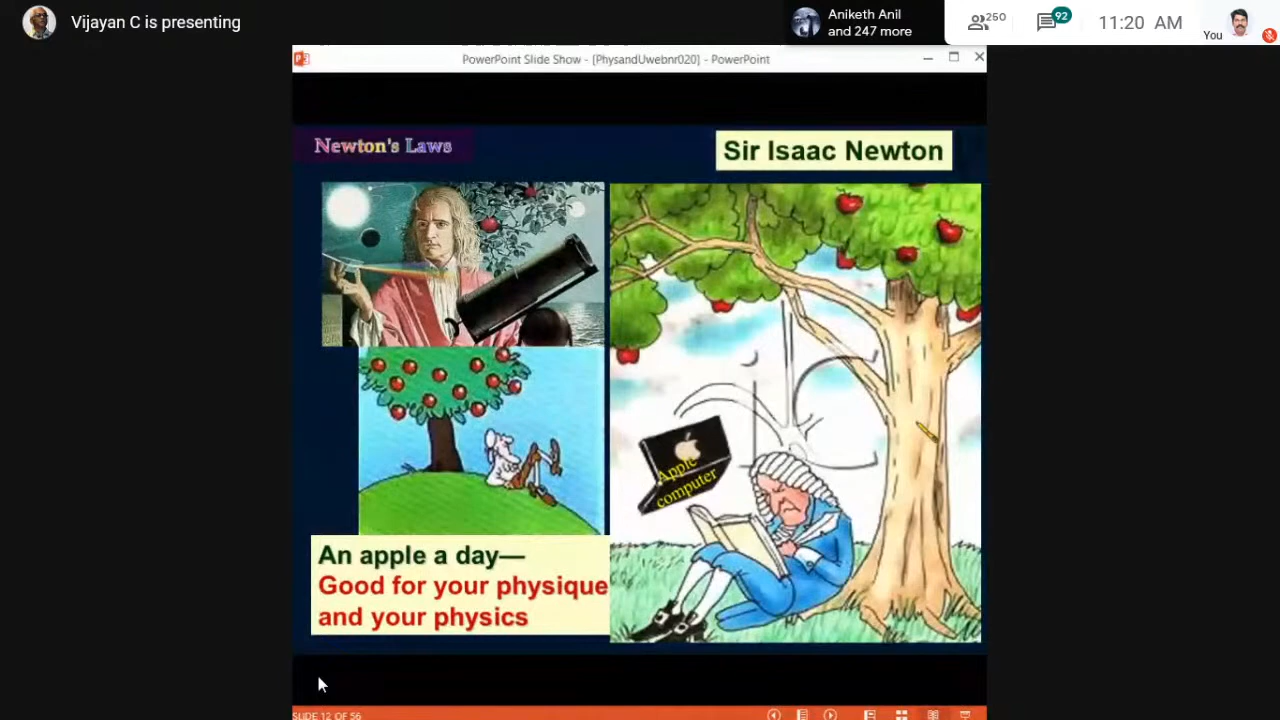 Vijayan C is presenting
Aniketh Anil
and 247 more
250
92
11:20 AM
You
PowerPoint Slide Show - [PhysandUwebnr020] - PowerPoint
Newton's Laws
Sir Isaac Newton
Apple
computer
An apple a day—
Good for your physique
and your physics
SLIDE 12 OF 56